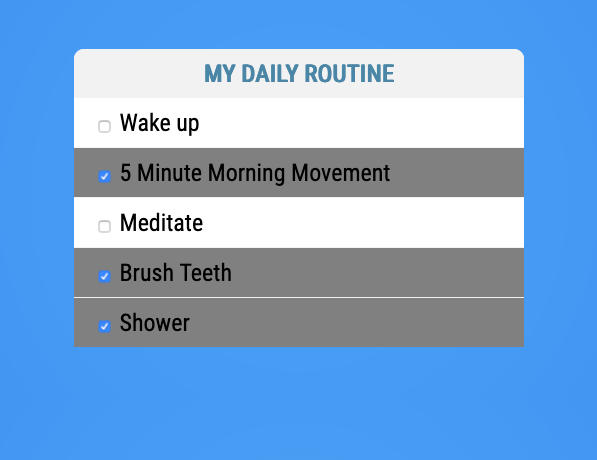 MY DAILY ROUTINE
Wake up
5 Minute Morning Movement
Meditate
Brush Teeth
Shower